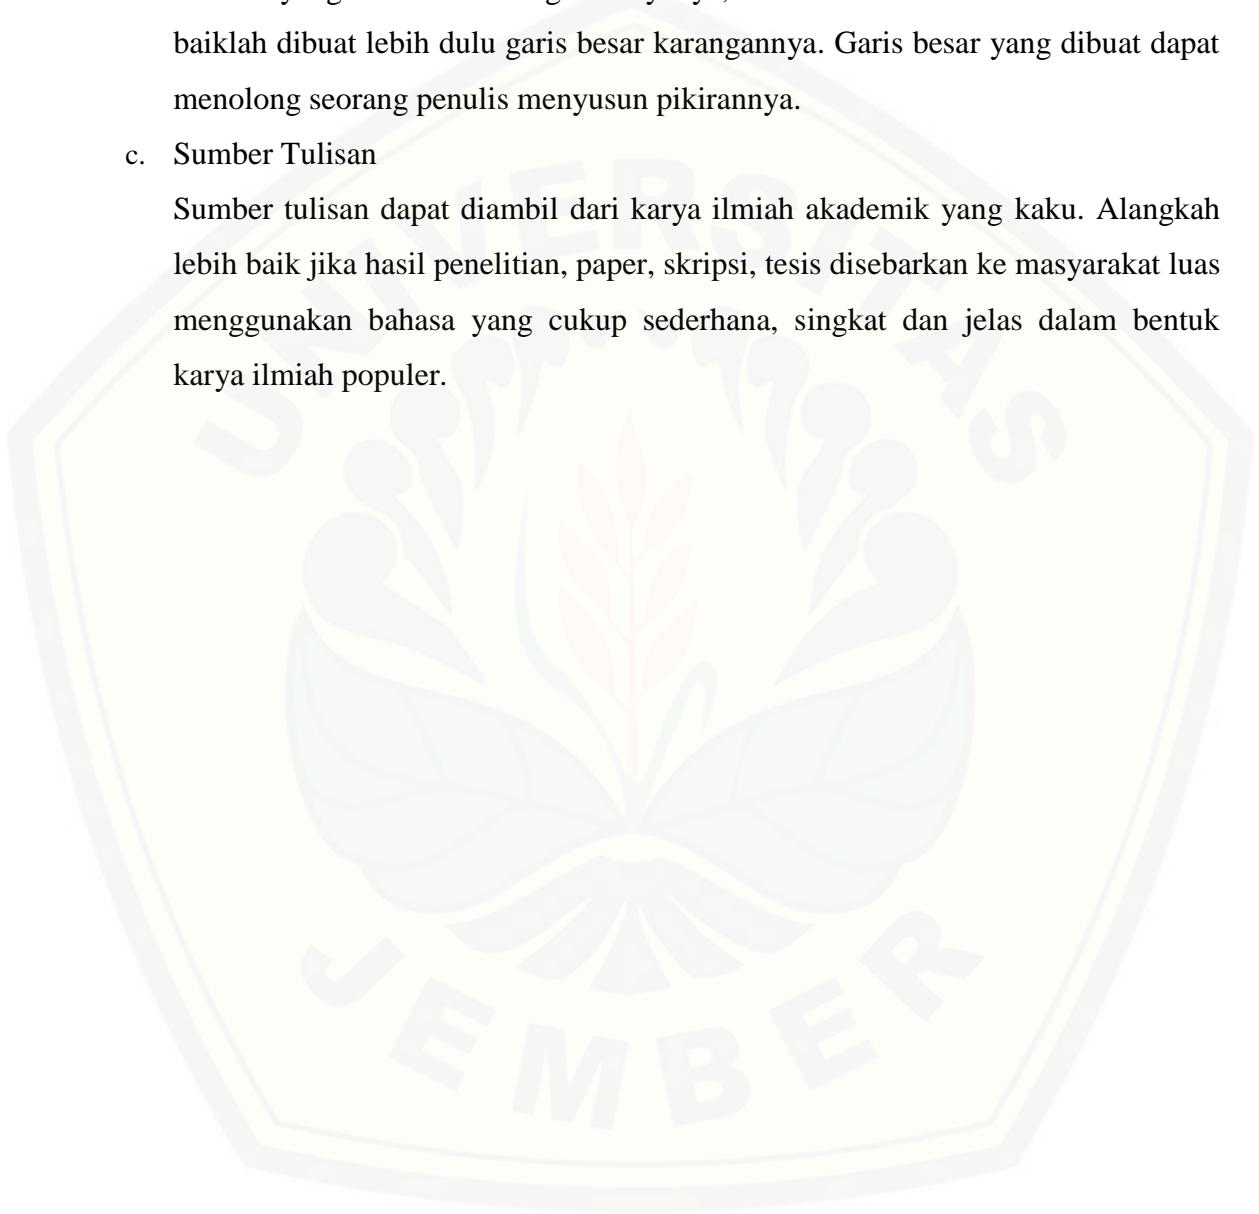 baiklah dibuat lebih dulu garis besar karangannya. Garis besar yang dibuat dapat
menolong seorang penulis menyusun pikirannya.
c. Sumber Tulisan
Sumber tulisan dapat diambil dari karya ilmiah akademik yang kaku. Alangkah
lebih baik jika hasil penelitian, paper, skripsi, tesis disebarkan ke masyarakat luas
menggunakan bahasa yang cukup sederhana, singkat dan jelas dalam bentuk
karya ilmiah populer.
UNIVERSITAS
JEMBER